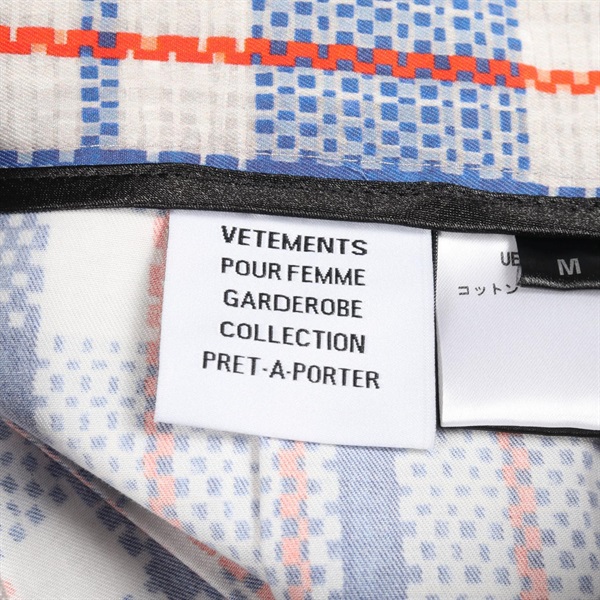 VETEMENTS
POUR FEMME
GARDEROBE
COLLECTION
PRET-A-PORTER
M
コットン